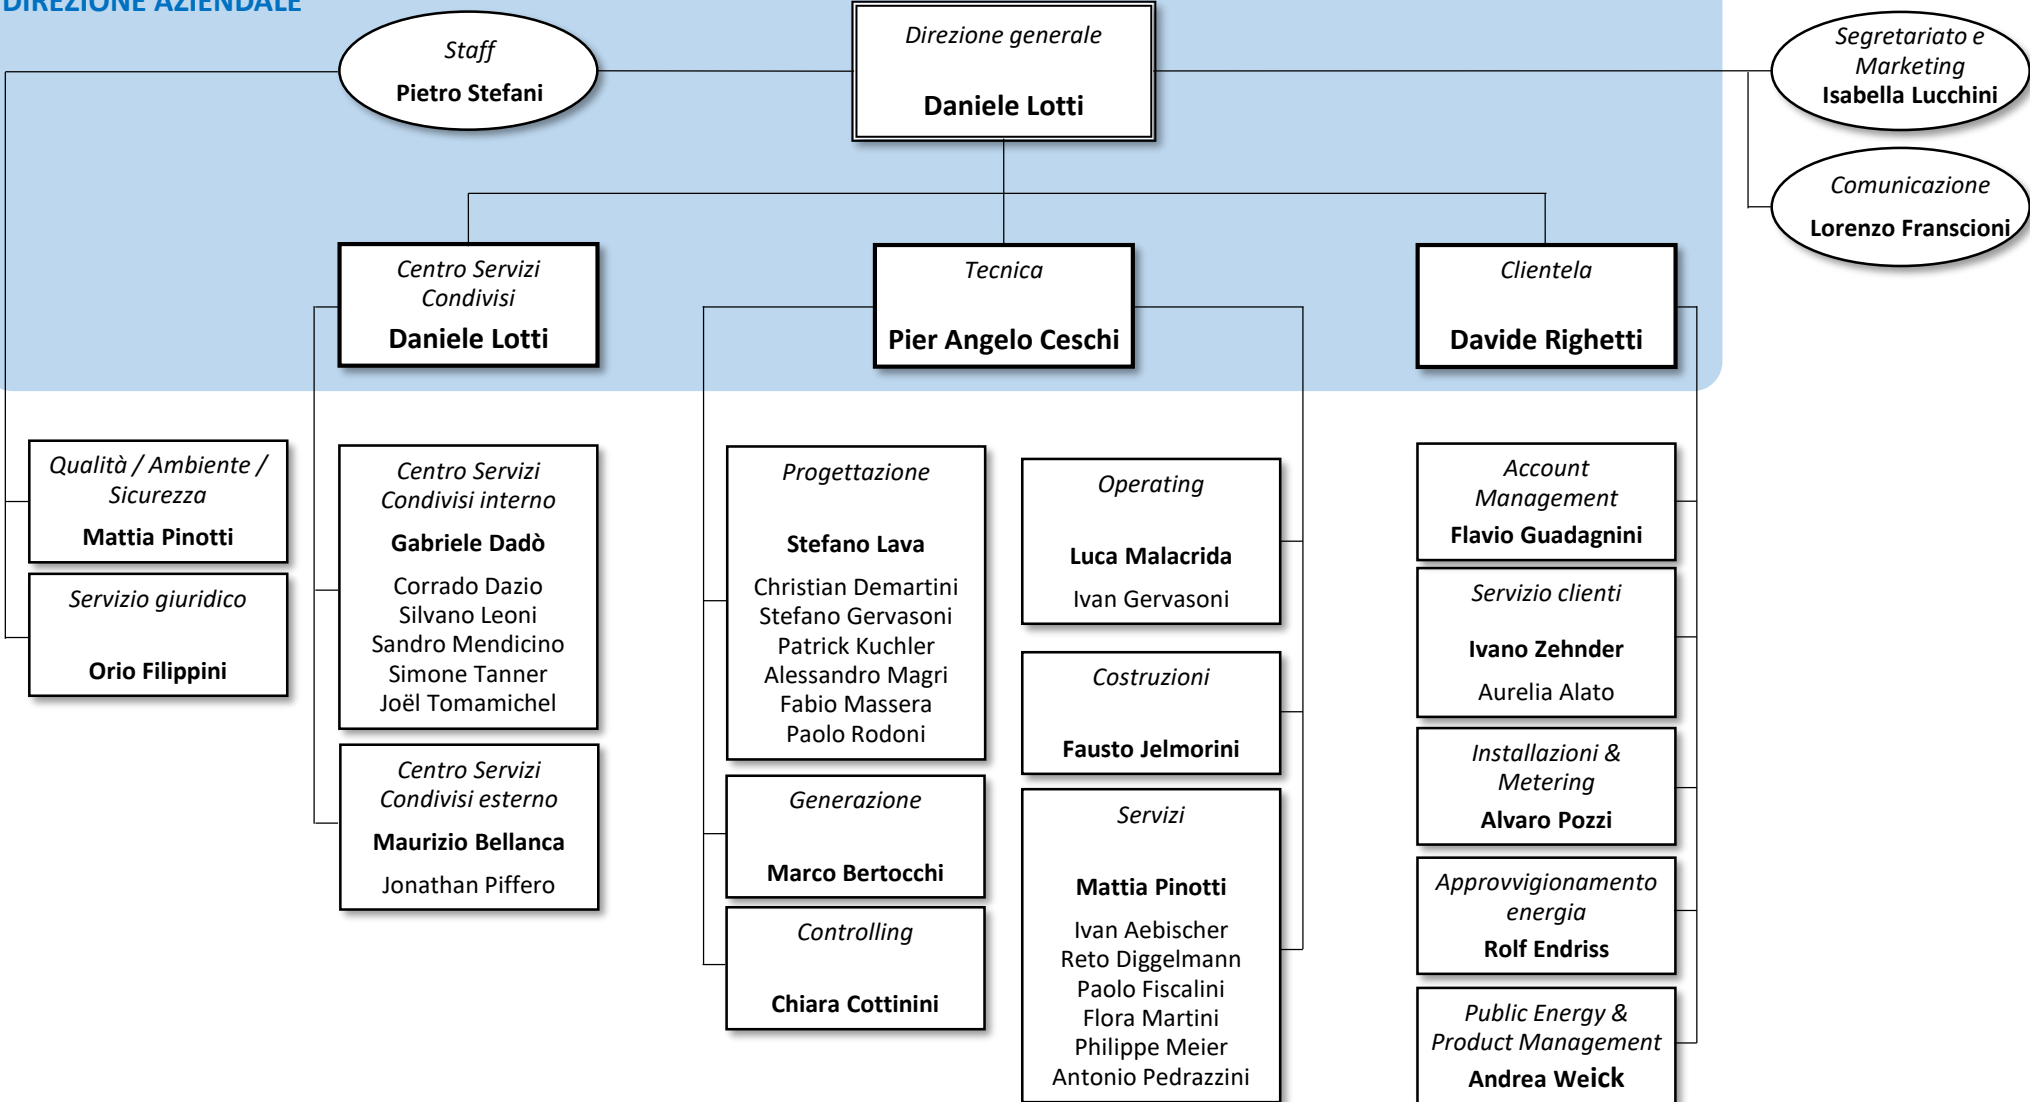 DIREZIONE AZIENDALE
Staff
Pietro Stefani
Direzione generale
Daniele Lotti
Segretariato e
Marketing
Isabella Lucchini
Comunicazione
Lorenzo Franscioni
Centro Servizi
Condivisi
Daniele Lotti
Tecnica
Pier Angelo Ceschi
Clientela
Davide Righetti
Qualità / Ambiente /
Sicurezza
Mattia Pinotti
Servizio giuridico
Orio Filippini
Centro Servizi
Condivisi interno
Gabriele Dadò
Corrado Dazio
Silvano Leoni
Sandro Mendicino
Simone Tanner
Joël Tomamichel
Centro Servizi
Condivisi esterno
Maurizio Bellanca
Jonathan Piffero
Progettazione
Stefano Lava
Christian Demartini
Stefano Gervasoni
Patrick Kuchler
Alessandro Magri
Fabio Massera
Paolo Rodoni
Generazione
Marco Bertocchi
Controlling
Chiara Cottinini
Operating
Luca Malacrida
Ivan Gervasoni
Costruzioni
Fausto Jelmorini
Servizi
Mattia Pinotti
Ivan Aebischer
Reto Diggelmann
Paolo Fiscalini
Flora Martini
Philippe Meier
Antonio Pedrazzini
Account
Management
Flavio Guadagnini
Servizio clienti
Ivano Zehnder
Aurelia Alato
Installazioni &
Metering
Alvaro Pozzi
Approvvigionamento
energia
Rolf Endriss
Public Energy &
Product Management
Andrea Weick